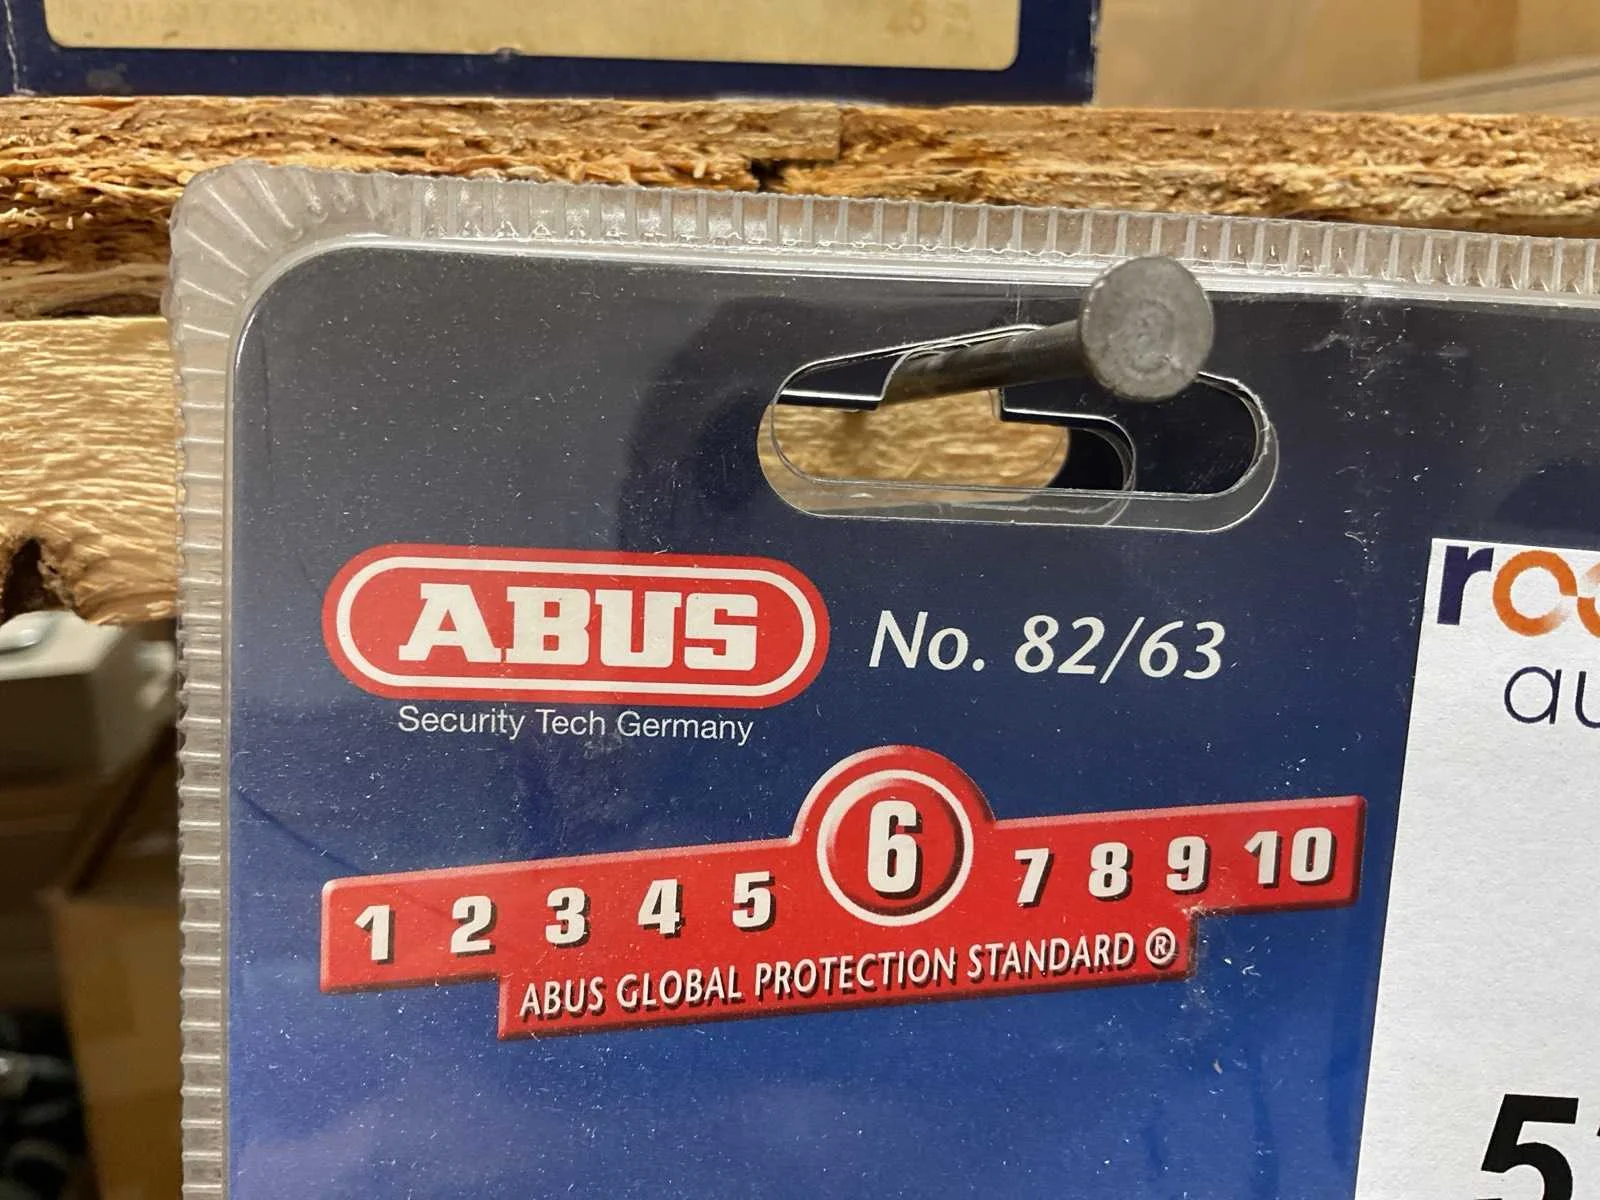 ABUS
Security Tech Germany
No. 82/63
1 2 3 4 5 6 7 8 9 10
ABUS GLOBAL PROTECTION STANDARD ®